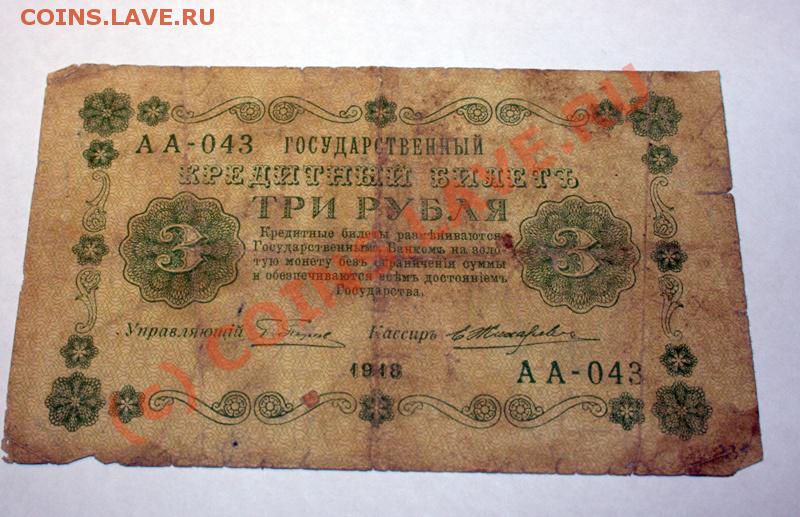 COINS.LAVE.RU
АА-043 ГОСУДАРСТВЕННЫЙ
КРЕДИТНЫЙ БИЛЕТЪ
ТРИ РУБЛЯ
3 3
Кредитные билеты размѣниваются
Государственнымъ Банкомъ на золо-
тую монету безъ ограниченія суммы
и обезпечиваются всѣмъ достояніемъ
Государства.
Управляющій Кассиръ
1918
АА-043
(c) COINS.LAVE.RU